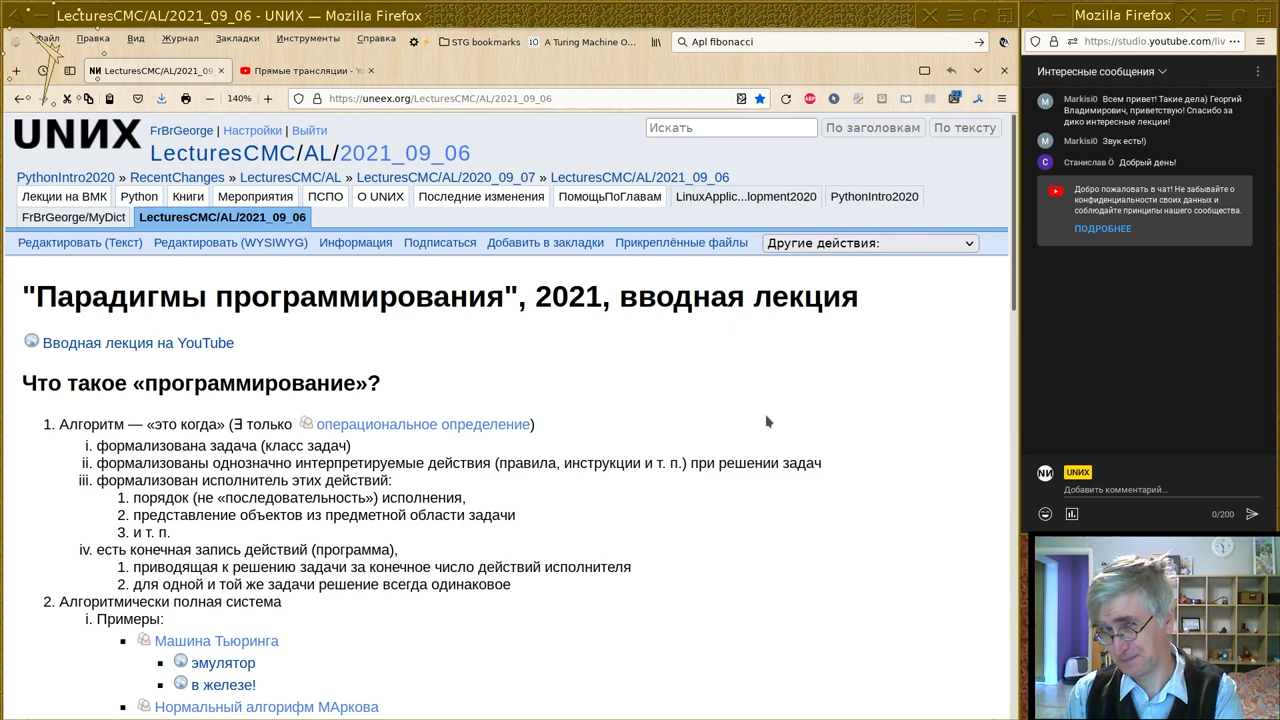 LecturesCMC/AL/2021_09_06 - UNИX — Mozilla Firefox
Файл Правка Вид Журнал Закладки Инструменты Справка
STG bookmarks
A Turing Machine O...
Apl fibonacci
LecturesCMC/AL/2021_09
Прямые трансляции - Yo
140%
https://uneex.org/LecturesCMC/AL/2021_09_06
UNИX
FrBrGeorge | Настройки | Выйти
Искать
По заголовкам
По тексту
LecturesCMC/AL/2021_09_06
PythonIntro2020 » RecentChanges » LecturesCMC/AL » LecturesCMC/AL/2020_09_07 » LecturesCMC/AL/2021_09_06
Лекции на ВМК Python Книги Мероприятия ПСПО О UNIX Последние изменения ПомощьПоГлавам LinuxApplic...lopment2020 PythonIntro2020
FrBrGeorge/MyDict LecturesCMC/AL/2021_09_06
Редактировать (Текст) Редактировать (WYSIWYG) Информация Подписаться Добавить в закладки Прикреплённые файлы Другие действия:
"Парадигмы программирования", 2021, вводная лекция
Вводная лекция на YouTube
Что такое «программирование»?
1. Алгоритм — «это когда» (∃ только операциональное определение)
i. формализована задача (класс задач)
ii. формализованы однозначно интерпретируемые действия (правила, инструкции и т. п.) при решении задач
iii. формализован исполнитель этих действий:
1. порядок (не «последовательность») исполнения,
2. представление объектов из предметной области задачи
3. и т. п.
iv. есть конечная запись действий (программа),
1. приводящая к решению задачи за конечное число действий исполнителя
2. для одной и той же задачи решение всегда одинаковое
2. Алгоритмически полная система
i. Примеры:
Машина Тьюринга
эмулятор
в железе!
Нормальный алгорифм МАркова
Mozilla Firefox
https://studio.youtube.com/liv
Интересные сообщения
M
Markisi0 Всем привет! Такие дела) Георгий
Владимирович, приветствую! Спасибо за
дико интересные лекции!
M
Markisi0 Звук есть!)
C
Станислав Ö Добрый день!
Добро пожаловать в чат! Не забывайте о
конфиденциальности своих данных и
соблюдайте принципы нашего сообщества.
ПОДРОБНЕЕ
NИ
UNИX
Добавить комментарий...
0/200